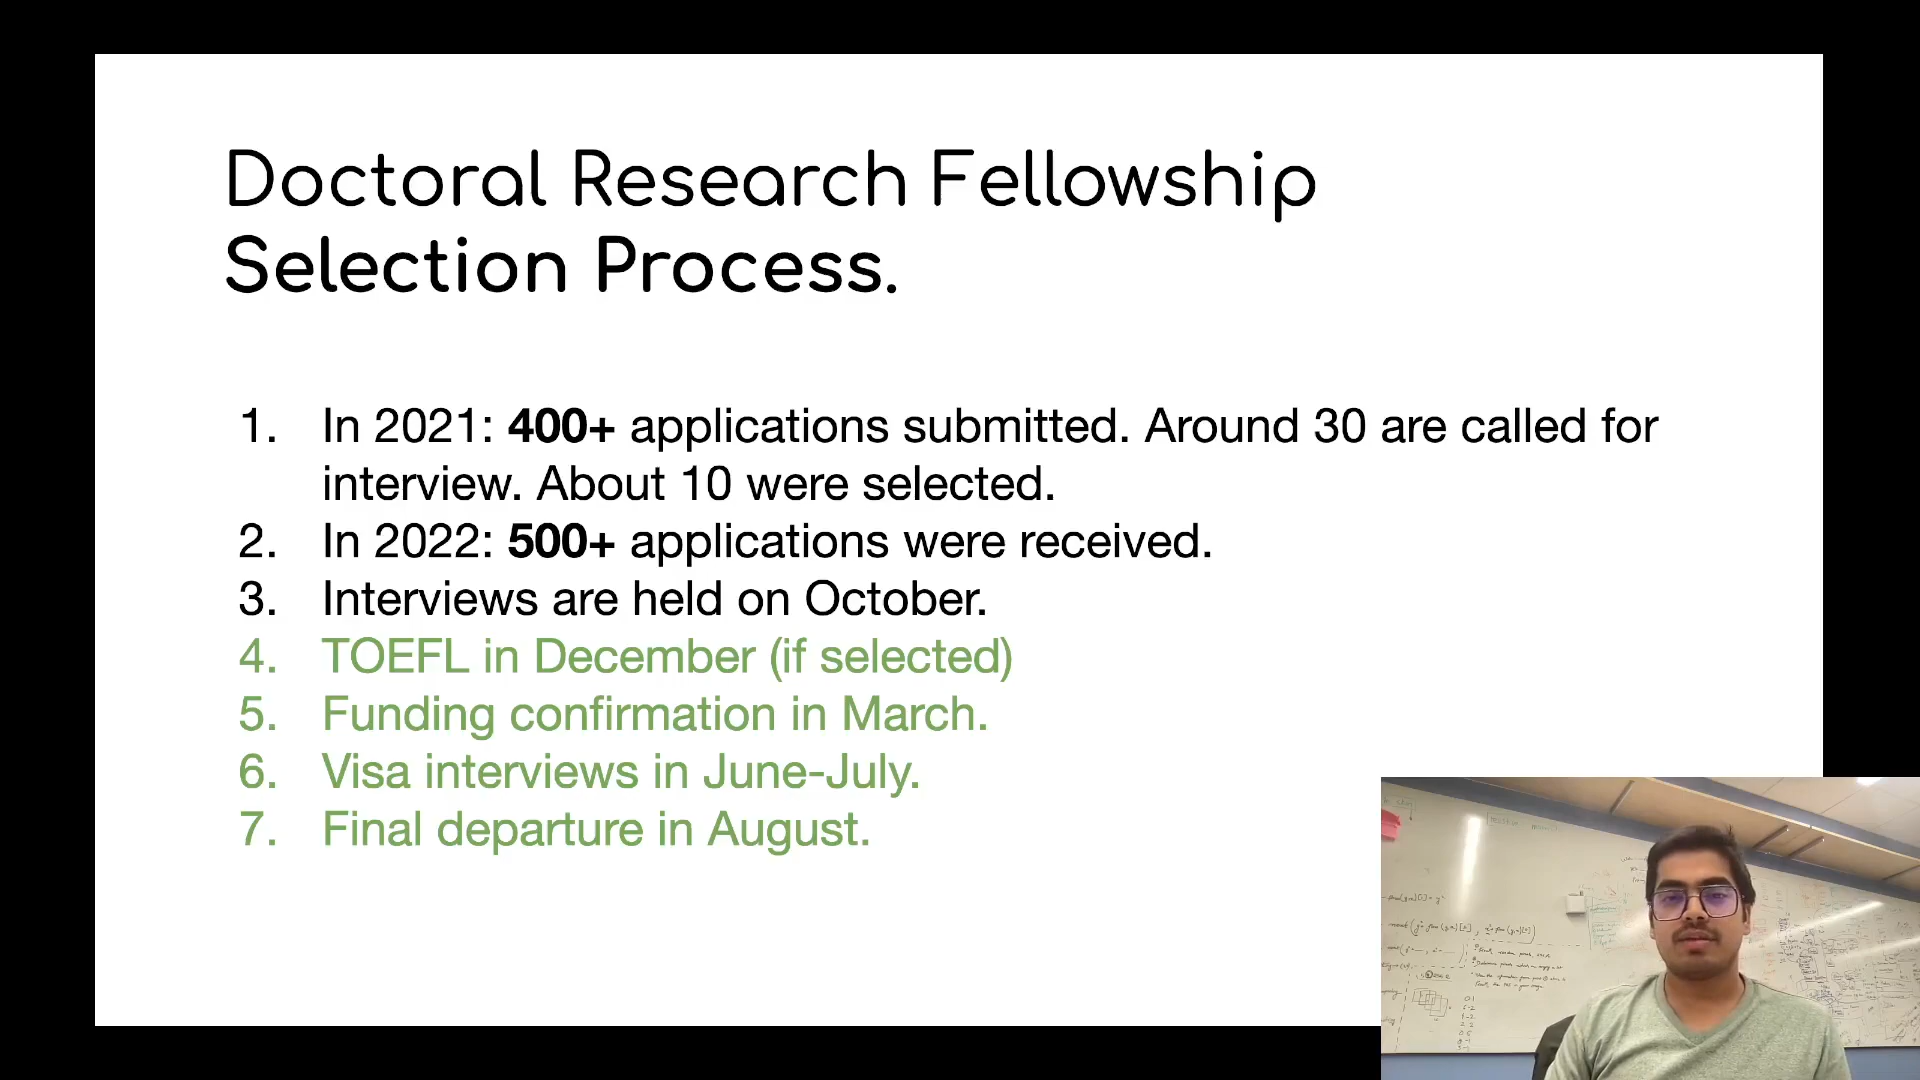 Doctoral Research Fellowship
Selection Process.
1. In 2021: 400+ applications submitted. Around 30 are called for
interview. About 10 were selected.
2. In 2022: 500+ applications were received.
3. Interviews are held on October.
4. TOEFL in December (if selected)
5. Funding confirmation in March.
6. Visa interviews in June-July.
7. Final departure in August.